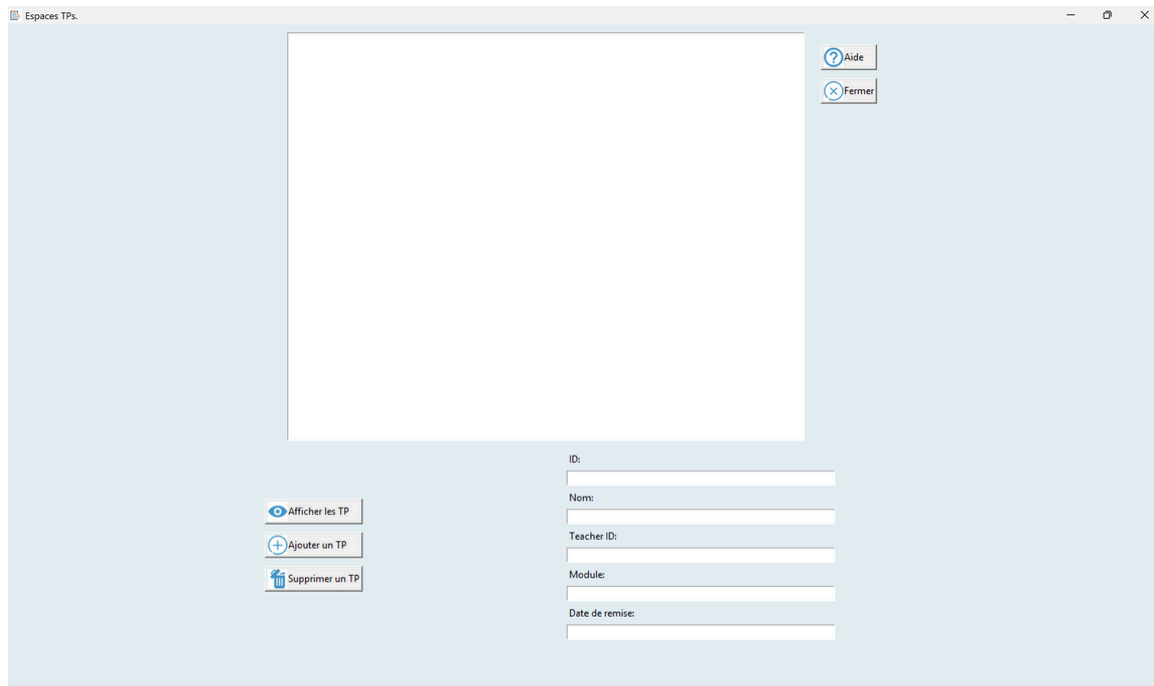 Espaces TPs.
Aide
Fermer
ID:
Nom:
Afficher les TP
Teacher ID:
Ajouter un TP
Module:
Supprimer un TP
Date de remise: